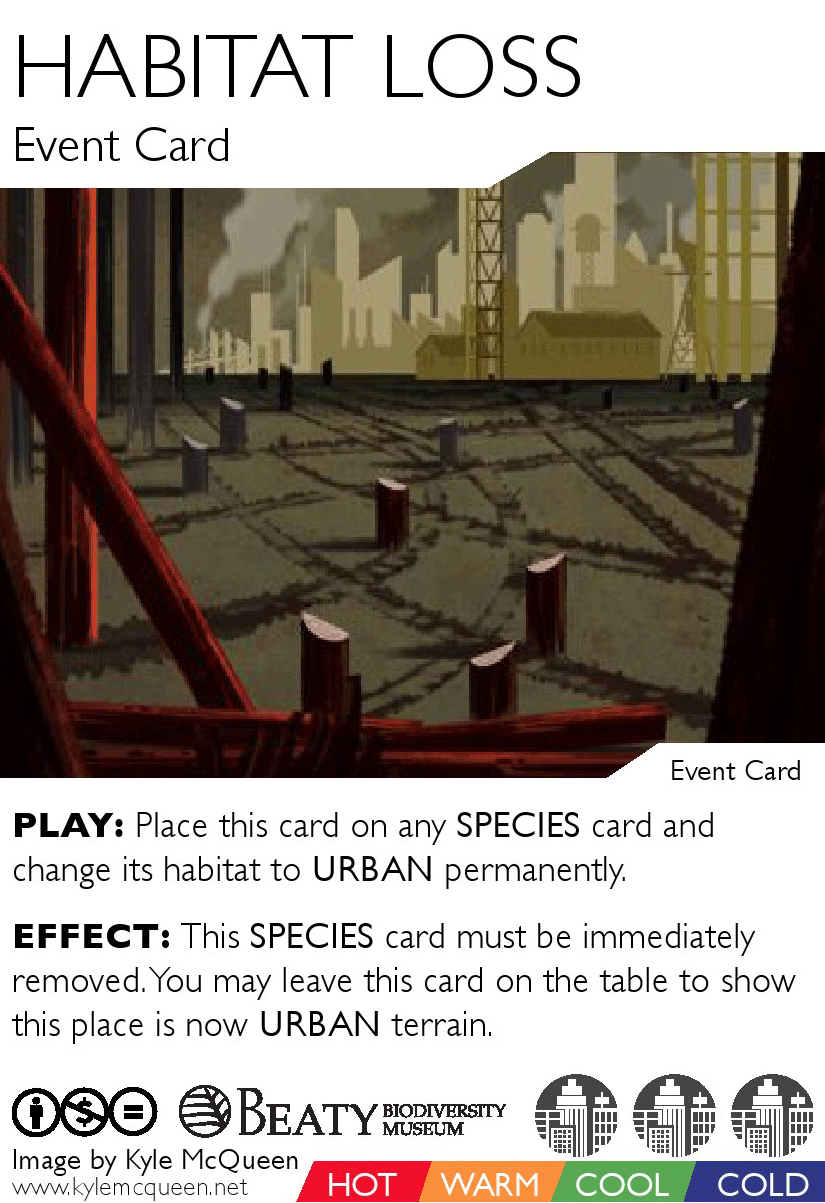 HABITAT LOSS
Event Card
Event Card
PLAY: Place this card on any SPECIES card and
change its habitat to URBAN permanently.
EFFECT: This SPECIES card must be immediately
removed. You may leave this card on the table to show
this place is now URBAN terrain.
BEATY BIODIVERSITY
MUSEUM
Image by Kyle McQueen
www.kylemcqueen.net
HOT WARM COOL COLD